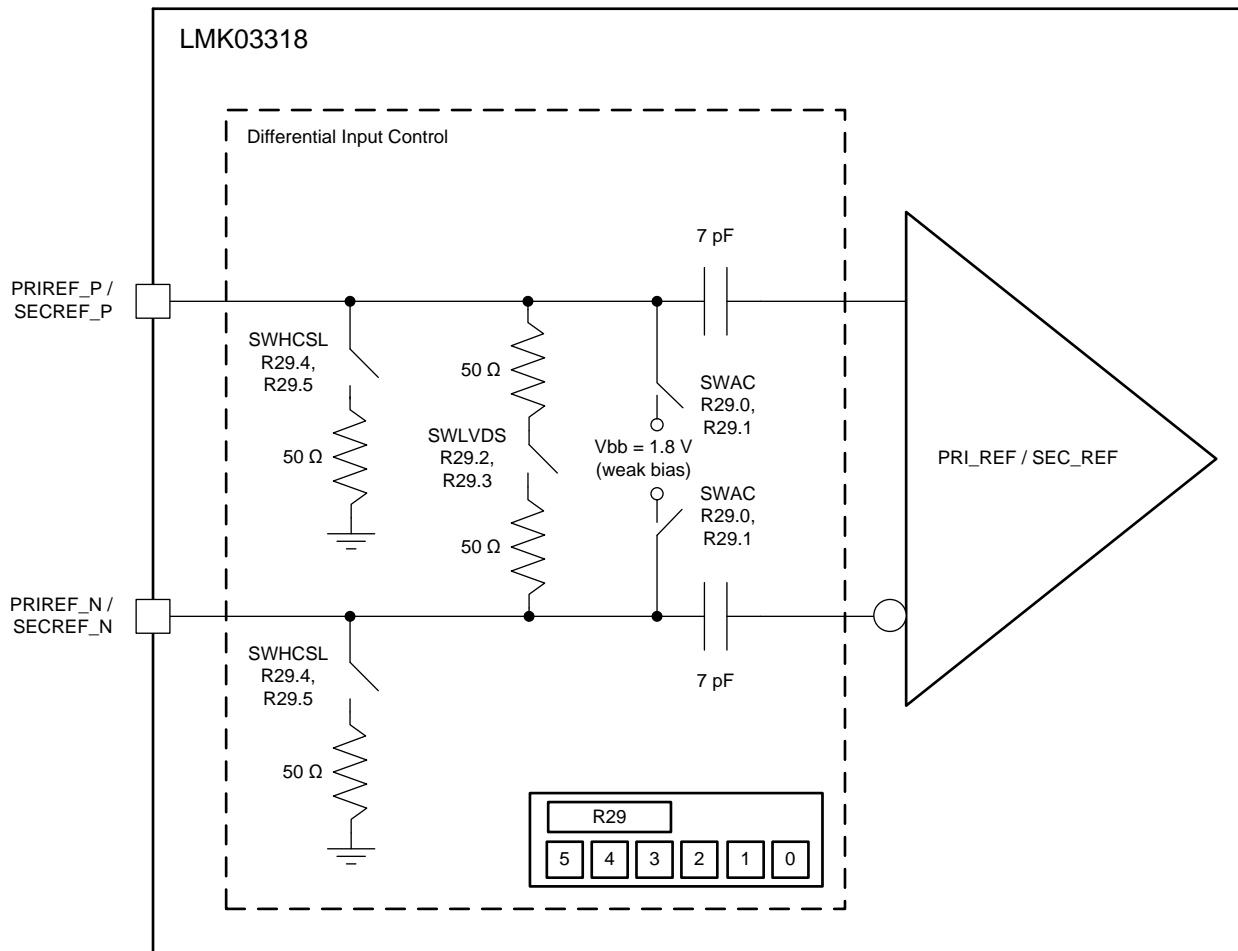 LMK03318
Differential Input Control
7 pF
PRIREF_P /
SECREF_P
SWHCSL
R29.4,
R29.5
50 Ω
50 Ω
SWLVDS
R29.2,
R29.3
50 Ω
SWAC
R29.0,
R29.1
Vbb = 1.8 V
(weak bias)
SWAC
R29.0,
R29.1
PRI_REF / SEC_REF
PRIREF_N /
SECREF_N
SWHCSL
R29.4,
R29.5
50 Ω
7 pF
R29
5 4 3 2 1 0